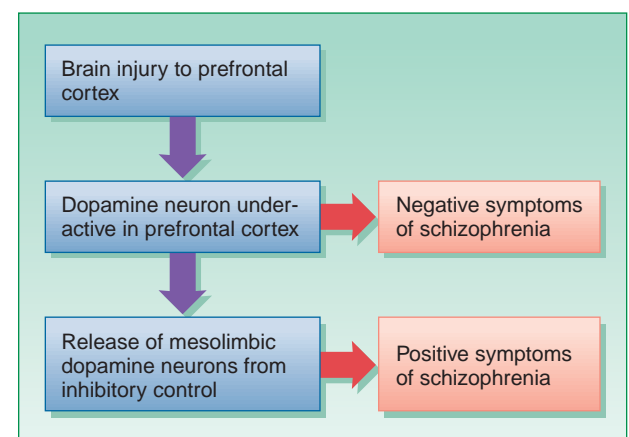 Brain injury to prefrontal
cortex
Dopamine neuron under-
active in prefrontal cortex
Negative symptoms
of schizophrenia
Release of mesolimbic
dopamine neurons from
inhibitory control
Positive symptoms
of schizophrenia